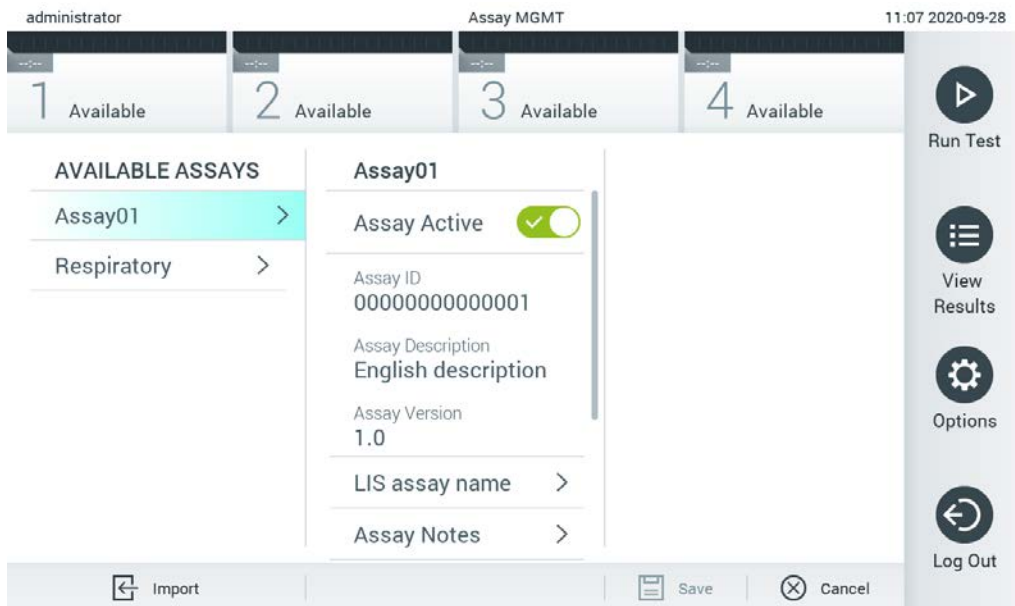 administrator Assay MGMT 11:07 2020-09-28
--:-- --:-- --:-- --:--
1 Available 2 Available 3 Available 4 Available
Run Test
AVAILABLE ASSAYS
Assay01
Respiratory
Assay01
Assay Active
Assay ID
00000000000001
Assay Description
English description
Assay Version
1.0
LIS assay name
Assay Notes
View
Results
Options
Log Out
Import
Save
Cancel